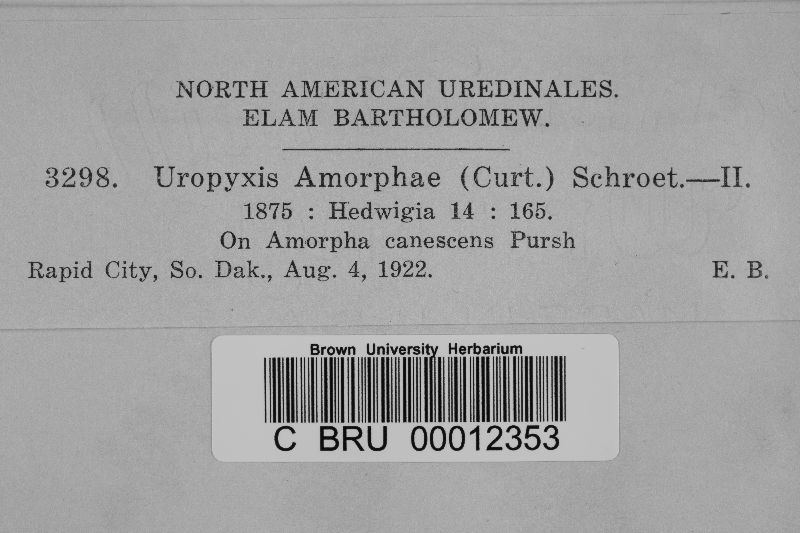 NORTH AMERICAN UREDINALES.
ELAM BARTHOLOMEW.
3298. Uropyxis Amorphae (Curt.) Schroet.—II.
1875 : Hedwigia 14 : 165.
On Amorpha canescens Pursh
Rapid City, So. Dak., Aug. 4, 1922. E. B.
Brown University Herbarium
C BRU 00012353